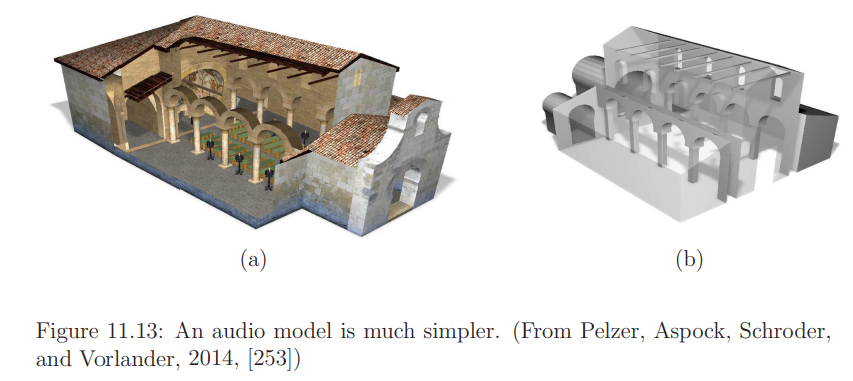 (a)
(b)
Figure 11.13: An audio model is much simpler. (From Pelzer, Aspock, Schroder,
and Vorlander, 2014, [253])